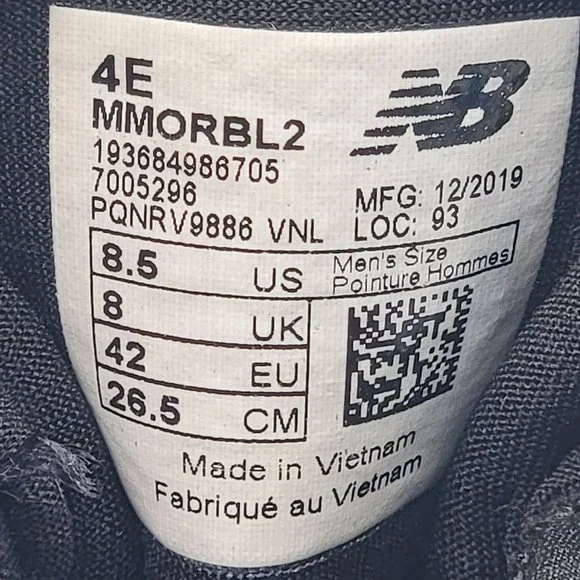 4E
MMORBL2
193684986705
7005296
PQNRV9886 VNL
NB
MFG: 12/2019
LOC: 93
8.5 US
8 UK
42 EU
26.5 CM
Men's Size
Pointure Hommes
Made in Vietnam
Fabriqué au Vietnam